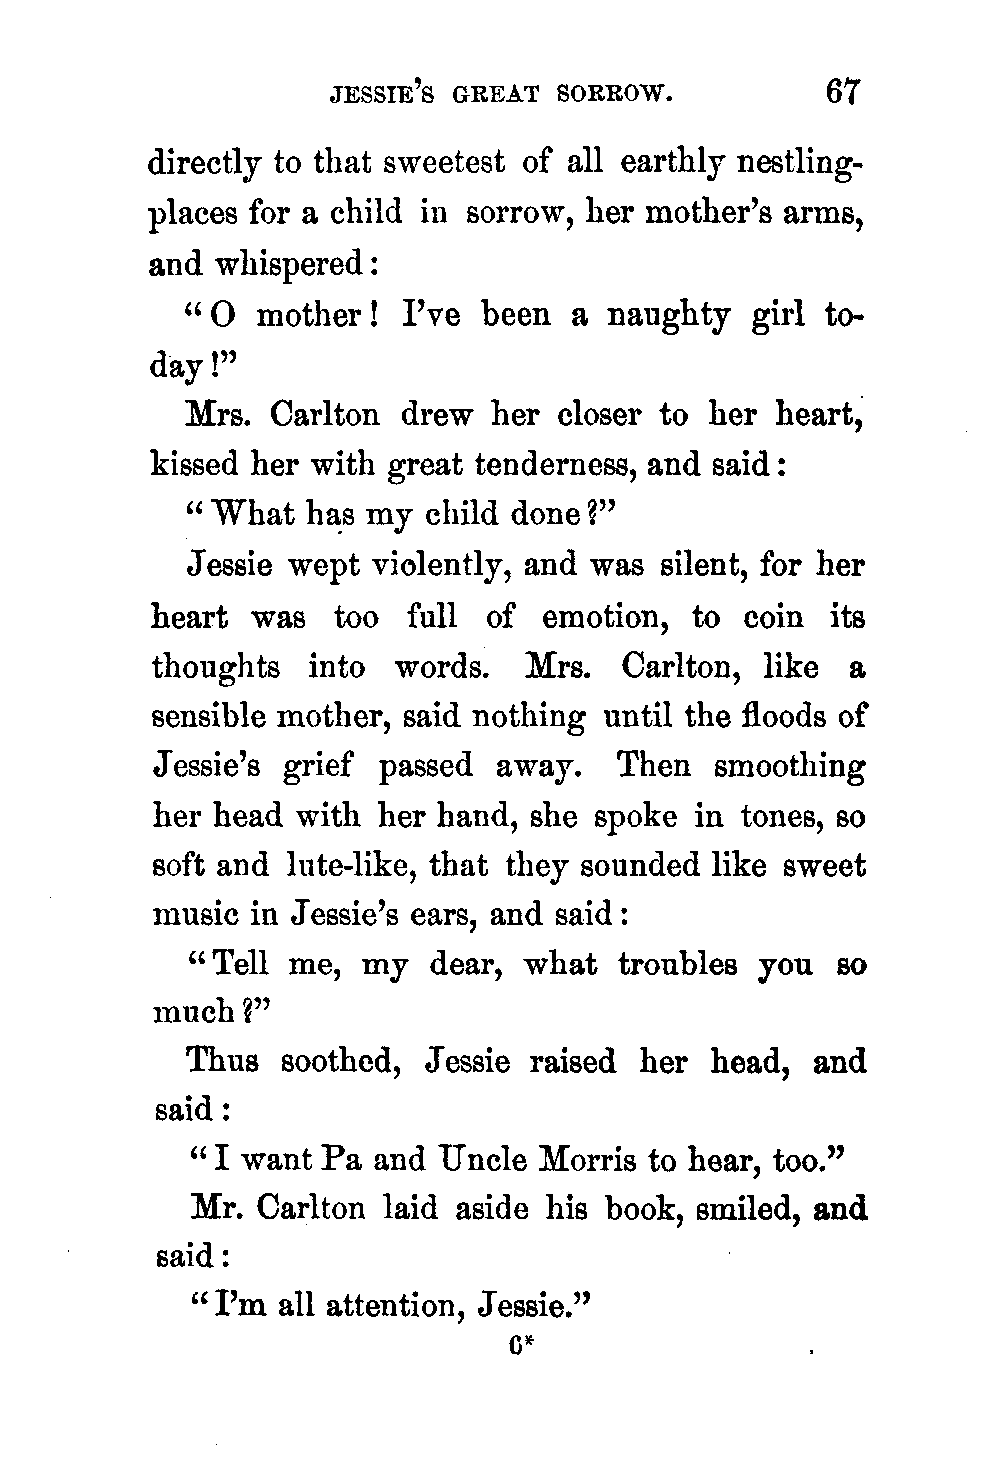 JESSIE'S GREAT SORROW. 67
directly to that sweetest of all earthly nestling-
places for a child in sorrow, her mother's arms,
and whispered:
"O mother! I've been a naughty girl to-
day!"
Mrs. Carlton drew her closer to her heart,
kissed her with great tenderness, and said:
"What has my child done?"
Jessie wept violently, and was silent, for her
heart was too full of emotion, to coin its
thoughts into words. Mrs. Carlton, like a
sensible mother, said nothing until the floods of
Jessie's grief passed away. Then smoothing
her head with her hand, she spoke in tones, so
soft and lute-like, that they sounded like sweet
music in Jessie's ears, and said:
"Tell me, my dear, what troubles you so
much?"
Thus soothed, Jessie raised her head, and
said:
"I want Pa and Uncle Morris to hear, too."
Mr. Carlton laid aside his book, smiled, and
said:
"I'm all attention, Jessie."
6*